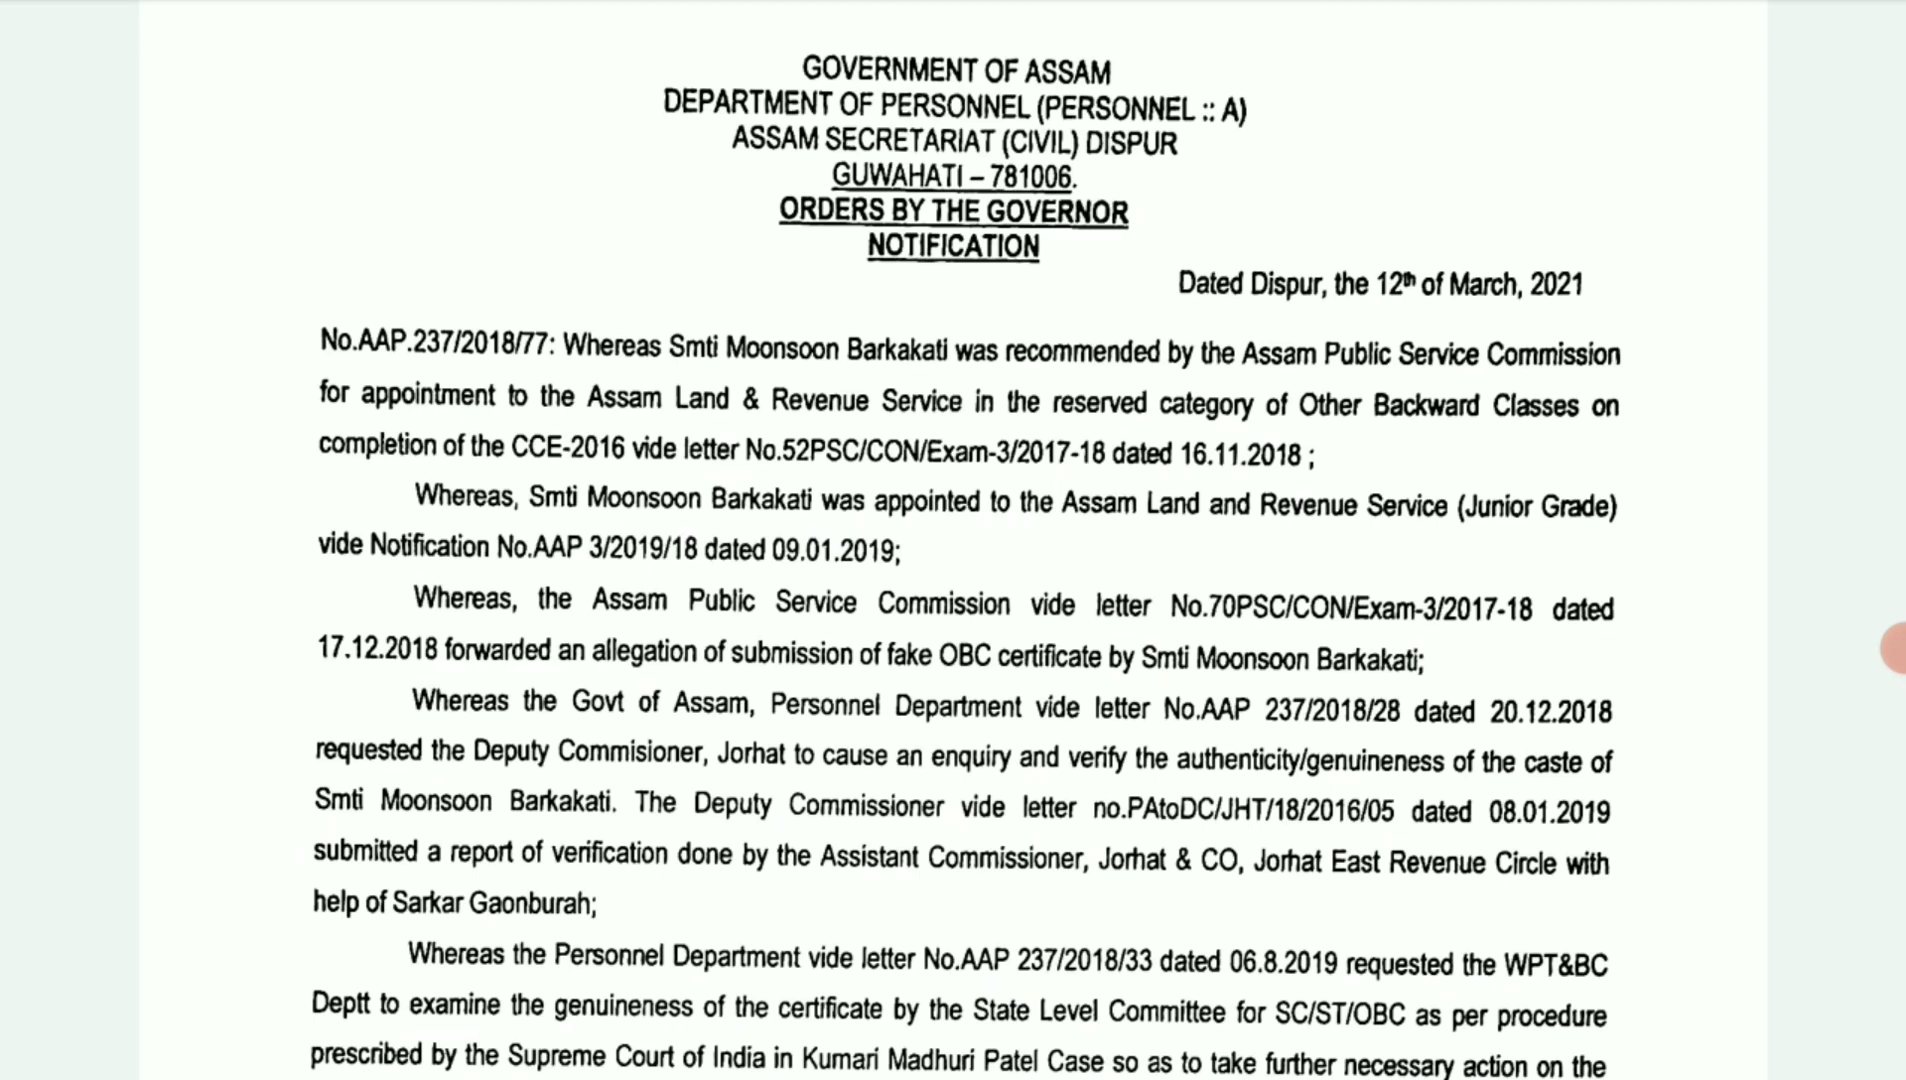 GOVERNMENT OF ASSAM
DEPARTMENT OF PERSONNEL (PERSONNEL :: A)
ASSAM SECRETARIAT (CIVIL) DISPUR
GUWAHATI – 781006.
ORDERS BY THE GOVERNOR
NOTIFICATION
Dated Dispur, the 12th of March, 2021
No.AAP.237/2018/77: Whereas Smti Moonsoon Barkakati was recommended by the Assam Public Service Commission
for appointment to the Assam Land & Revenue Service in the reserved category of Other Backward Classes on
completion of the CCE-2016 vide letter No.52PSC/CON/Exam-3/2017-18 dated 16.11.2018 ;
Whereas, Smti Moonsoon Barkakati was appointed to the Assam Land and Revenue Service (Junior Grade)
vide Notification No.AAP 3/2019/18 dated 09.01.2019;
Whereas, the Assam Public Service Commission vide letter No.70PSC/CON/Exam-3/2017-18 dated
17.12.2018 forwarded an allegation of submission of fake OBC certificate by Smti Moonsoon Barkakati;
Whereas the Govt of Assam, Personnel Department vide letter No.AAP 237/2018/28 dated 20.12.2018
requested the Deputy Commisioner, Jorhat to cause an enquiry and verify the authenticity/genuineness of the caste of
Smti Moonsoon Barkakati. The Deputy Commissioner vide letter no.PAtoDC/JHT/18/2016/05 dated 08.01.2019
submitted a report of verification done by the Assistant Commissioner, Jorhat & CO, Jorhat East Revenue Circle with
help of Sarkar Gaonburah;
Whereas the Personnel Department vide letter No.AAP 237/2018/33 dated 06.8.2019 requested the WPT&BC
Deptt to examine the genuineness of the certificate by the State Level Committee for SC/ST/OBC as per procedure
prescribed by the Supreme Court of India in Kumari Madhuri Patel Case so as to take further necessary action on the